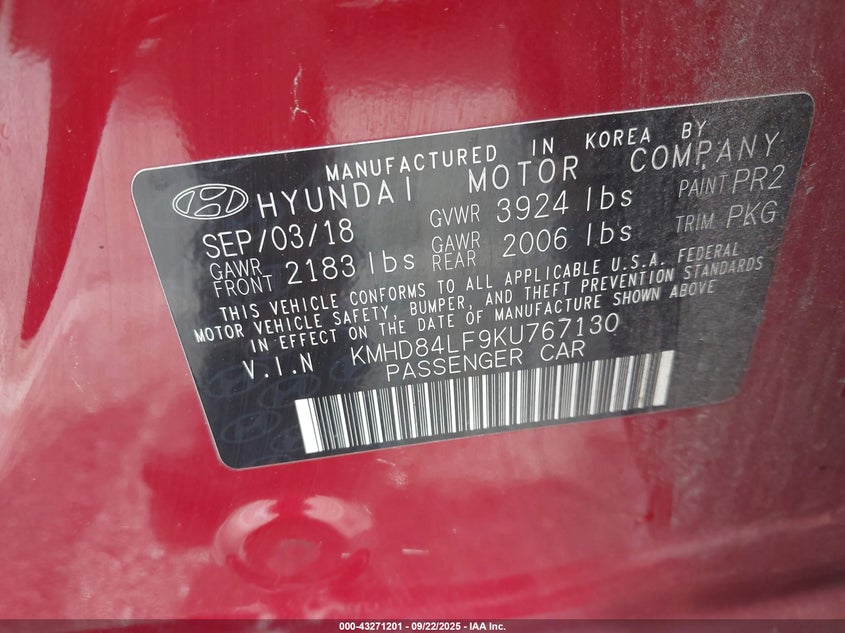 MANUFACTURED IN KOREA BY
HYUNDAI MOTOR COMPANY
SEP/03/18 GVWR 3924 lbs PAINT PR2
GAWR FRONT 2183 lbs GAWR REAR 2006 lbs TRIM PKG
THIS VEHICLE CONFORMS TO ALL APPLICABLE U.S.A. FEDERAL
MOTOR VEHICLE SAFETY, BUMPER, AND THEFT PREVENTION STANDARDS
IN EFFECT ON THE DATE OF MANUFACTURE SHOWN ABOVE
V.I.N KMHD84LF9KU767130
PASSENGER CAR
000-43271201 - 09/22/2025 - IAA Inc.